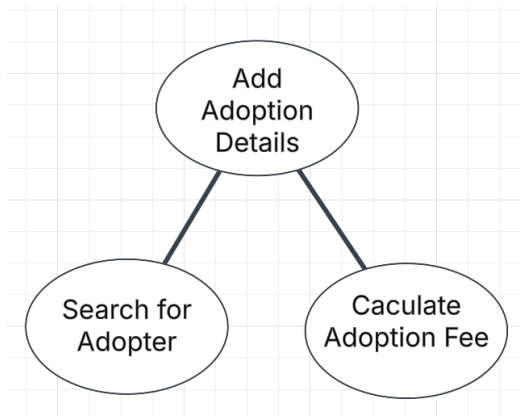 Add
Adoption
Details
Search for
Adopter
Caculate
Adoption Fee